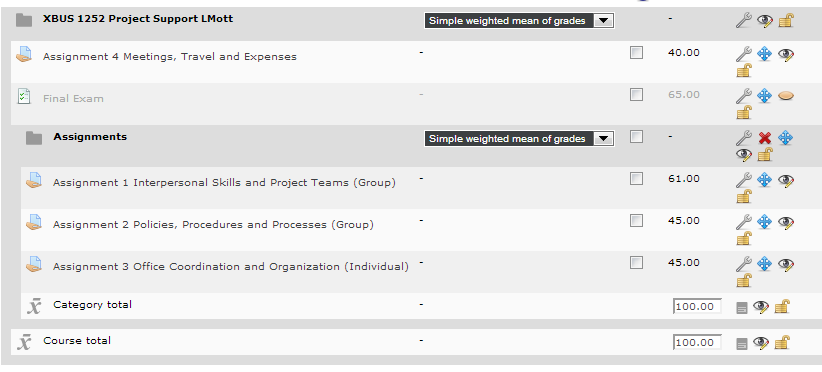 XBUS 1252 Project Support LMott Simple weighted mean of grades -
Assignment 4 Meetings, Travel and Expenses - 40.00
Final Exam - 65.00
Assignments Simple weighted mean of grades -
Assignment 1 Interpersonal Skills and Project Teams (Group) - 61.00
Assignment 2 Policies, Procedures and Processes (Group) - 45.00
Assignment 3 Office Coordination and Organization (Individual) - 45.00
x̄ Category total - 100.00
x̄ Course total - 100.00